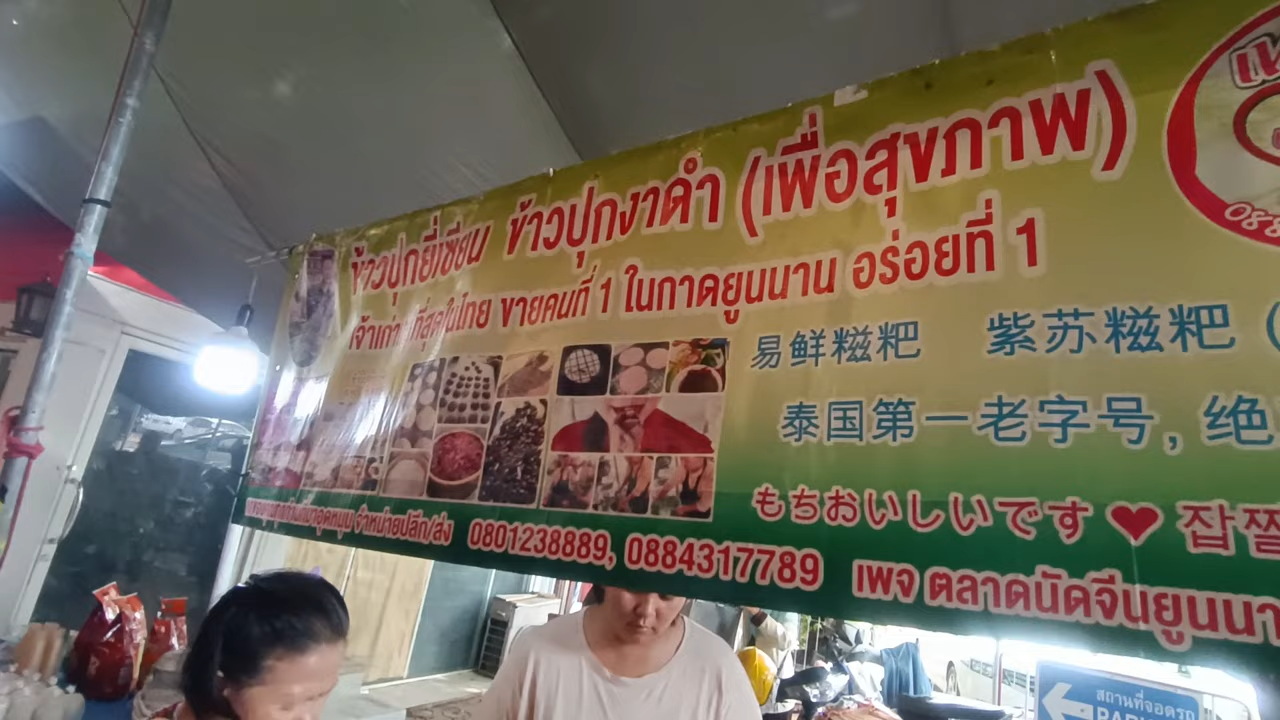 ข้าวปุกยี่เซียน ข้าวปุกงาดำ (เพื่อสุขภาพ)
เจ้าเก่า ที่สุดในไทย ขายคนที่ 1 ในกาดยูนนาน อร่อยที่ 1
易鲜糍粑 紫苏糍粑 (
泰国第一老字号, 绝
もちおいしいです ❤ 잡쌀
จำหน่ายปลีก/ส่ง 0801238889, 0884317789 เพจ ตลาดนัดจีนยูนนา
088
สถานที่จอดรถ
PARKING